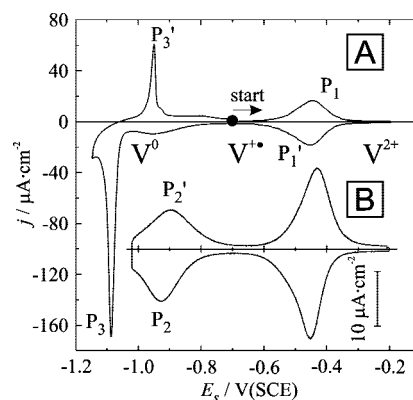 80
40
0
-40
-80
-120
-160
j / µA·cm⁻²
P₃'
A
start
P₁
V⁰
V⁺•
P₁'
V²⁺
P₂'
B
P₃
P₂
10 µA·cm⁻²
-1.2 -1.0 -0.8 -0.6 -0.4 -0.2
Eₛ / V(SCE)